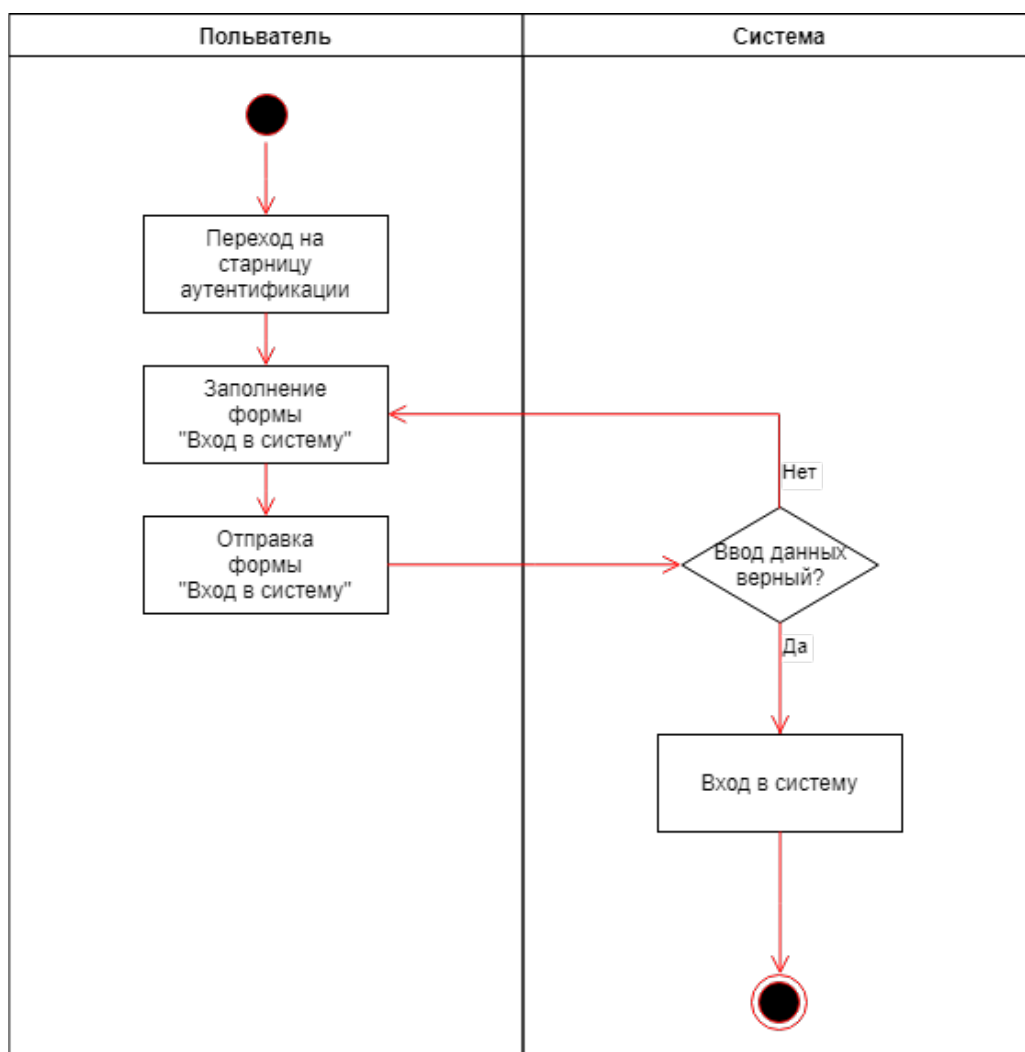 Польватель
Система
Переход на
старницу
аутентификации
Заполнение
формы
"Вход в систему"
Нет
Отправка
формы
"Вход в систему"
Ввод данных
верный?
Да
Вход в систему